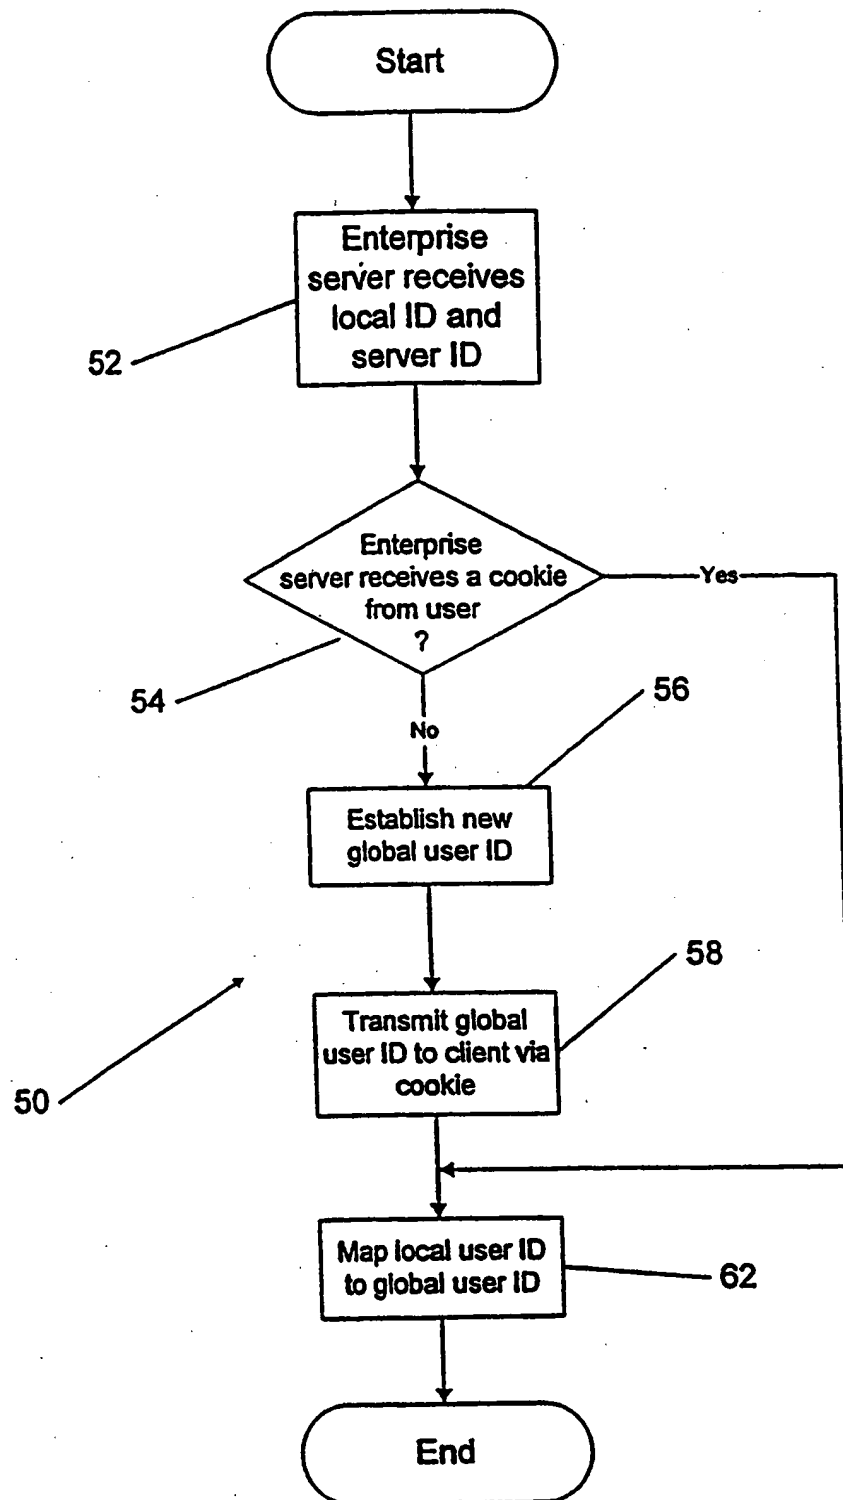 Start
Enterprise
server receives
local ID and
server ID
52
Enterprise
server receives a cookie
from user
?
Yes
54
56
No
Establish new
global user ID
58
Transmit global
user ID to client via
cookie
50
Map local user ID
to global user ID
62
End